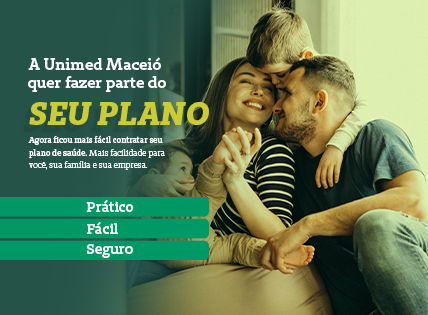 A Unimed Maceió
quer fazer parte do
SEU PLANO
Agora ficou mais fácil contratar seu
plano de saúde. Mais facilidade para
você, sua família e sua empresa.
Prático
Fácil
Seguro